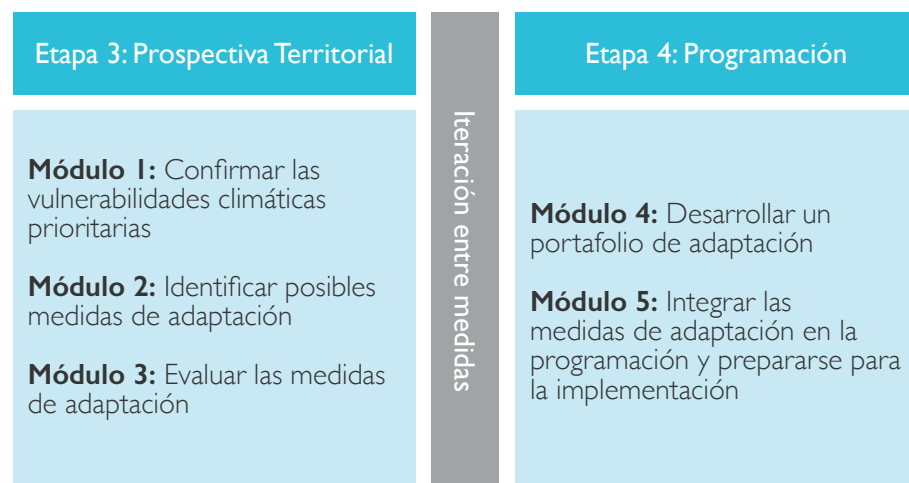 Etapa 3: Prospectiva Territorial
Módulo 1: Confirmar las
vulnerabilidades climáticas
prioritarias
Módulo 2: Identificar posibles
medidas de adaptación
Módulo 3: Evaluar las medidas
de adaptación
Iteración entre medidas
Etapa 4: Programación
Módulo 4: Desarrollar un
portafolio de adaptación
Módulo 5: Integrar las
medidas de adaptación en la
programación y prepararse para
la implementación